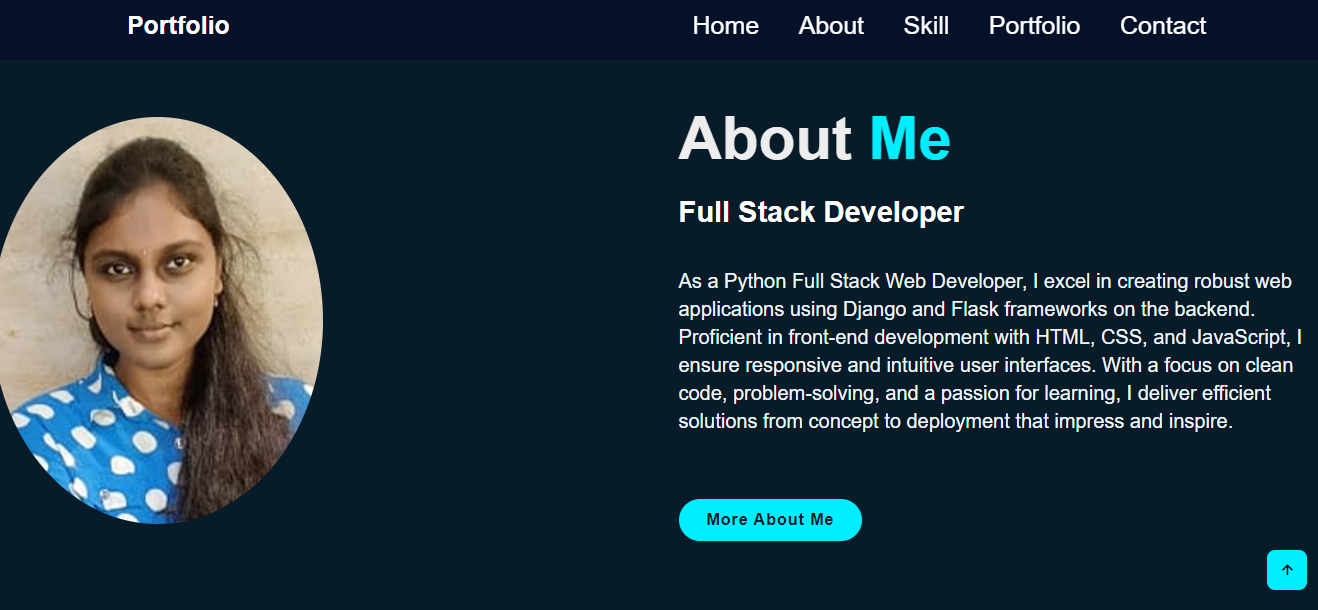 Portfolio
Home About Skill Portfolio Contact
About Me
Full Stack Developer
As a Python Full Stack Web Developer, I excel in creating robust web
applications using Django and Flask frameworks on the backend.
Proficient in front-end development with HTML, CSS, and JavaScript, I
ensure responsive and intuitive user interfaces. With a focus on clean
code, problem-solving, and a passion for learning, I deliver efficient
solutions from concept to deployment that impress and inspire.
More About Me